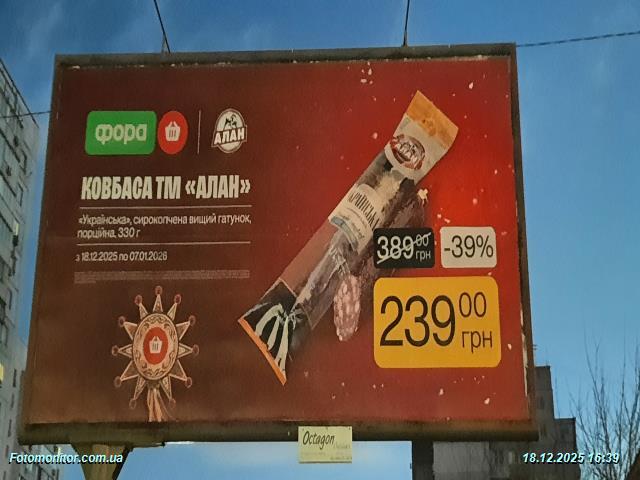 фора
АЛАН
КОВБАСА ТМ «АЛАН»
«Українська», сирокопчена вищий гатунок,
порційна, 330 г
з 18.12.2025 по 07.01.2026
389 00 грн
-39%
239 00 грн
Octagon
Fotomonitor.com.ua
18.12.2025 16:39